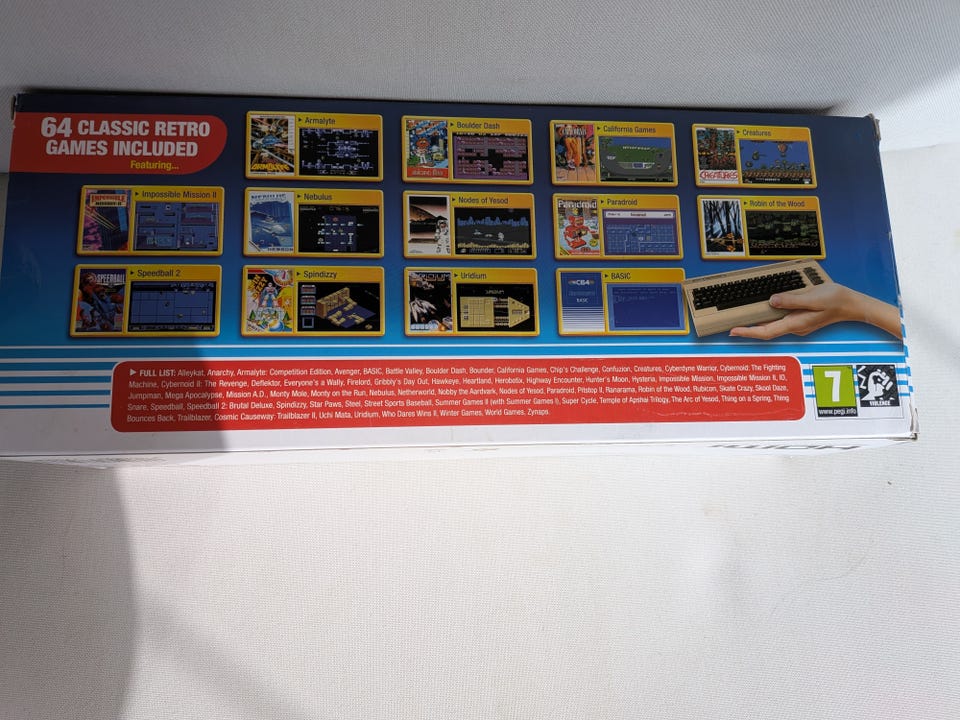 64 CLASSIC RETRO
GAMES INCLUDED
Featuring...
Armalyte
Boulder Dash
California Games
Creatures
CREATURES
Impossible Mission II
IMPOSSIBLE
Nebulus
Nodes of Yesod
Paradroid
Paradroid
Robin of the Wood
Speedball 2
SPEEDBALL
Spindizzy
Uridium
BASIC
C64
BASIC
FULL LIST: Alleykat, Anarchy, Armalyte: Competition Edition, Avenger, BASIC, Battle Valley, Boulder Dash, Bounder, California Games, Chip's Challenge, Confuzion, Creatures, Cyberdyne Warrior, Cybernoid: The Fighting
Machine, Cybernoid II: The Revenge, Deflektor, Everyone's a Wally, Firelord, Gribbly's Day Out, Hawkeye, Heartland, Herobotix, Highway Encounter, Hunter's Moon, Hysteria, Impossible Mission, Impossible Mission II, IO,
Jumpman, Mega Apocalypse, Mission A.D., Monty Mole, Monty on the Run, Nebulus, Netherworld, Nobby the Aardvark, Nodes of Yesod, Paradroid, Pitstop II, Ranarama, Robin of the Wood, Rubicon, Skate Crazy, Skool Daze,
Snare, Speedball, Speedball 2: Brutal Deluxe, Spindizzy, Star Paws, Steel, Street Sports Baseball, Summer Games II (with Summer Games I), Super Cycle, Temple of Apshai Trilogy, The Arc of Yesod, Thing on a Spring, Thing
Bounces Back, Trailblazer, Cosmic Causeway: Trailblazer II, Uchi Mata, Uridium, Who Dares Wins II, Winter Games, World Games, Zynaps.
7
www.pegi.info
VIOLENCE